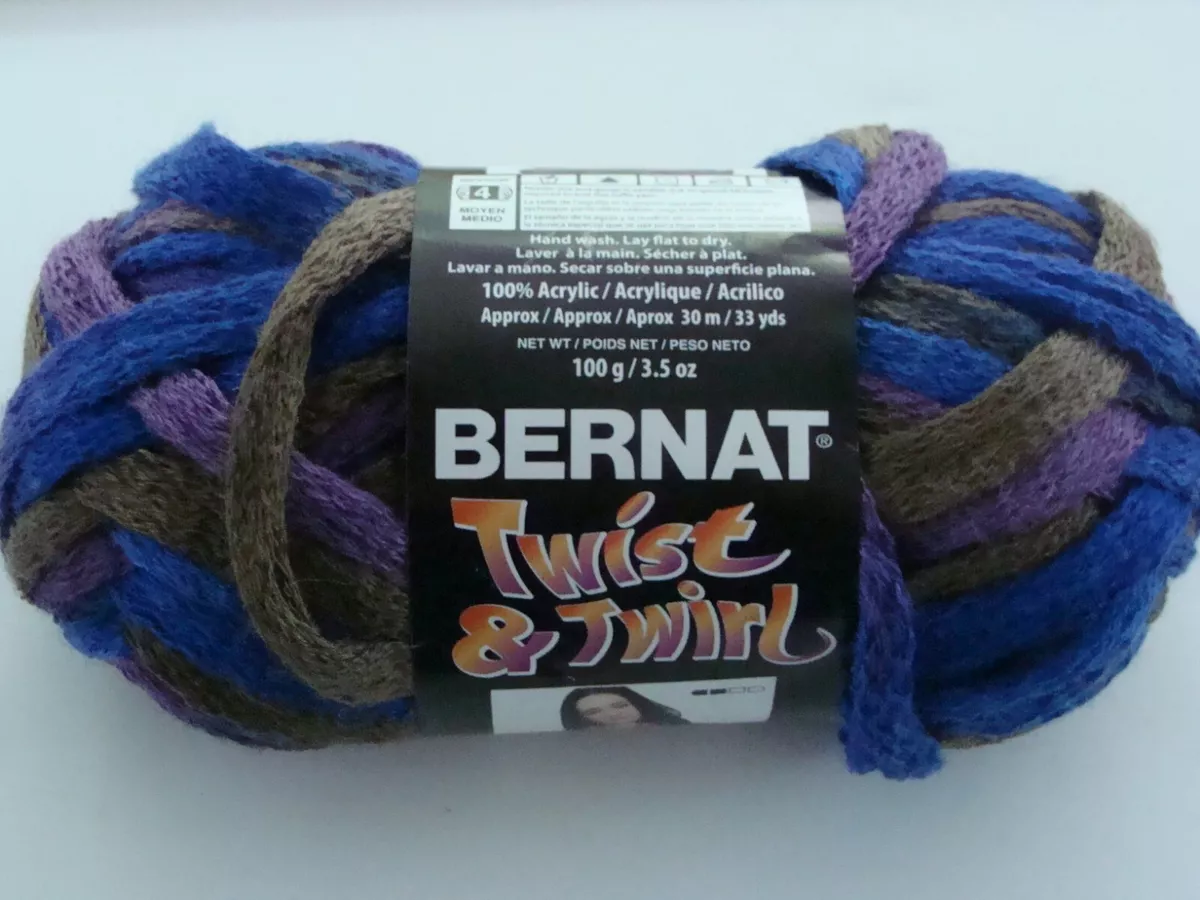 4
MOYEN
MEDIO
Hand wash. Lay flat to dry.
Laver à la main. Sécher à plat.
Lavar a mano. Secar sobre una superficie plana.
100% Acrylic / Acrylique / Acrilico
Approx / Approx / Aprox 30 m / 33 yds
NET WT / POIDS NET / PESO NETO
100 g / 3.5 oz
BERNAT®
Twist
& Twirl